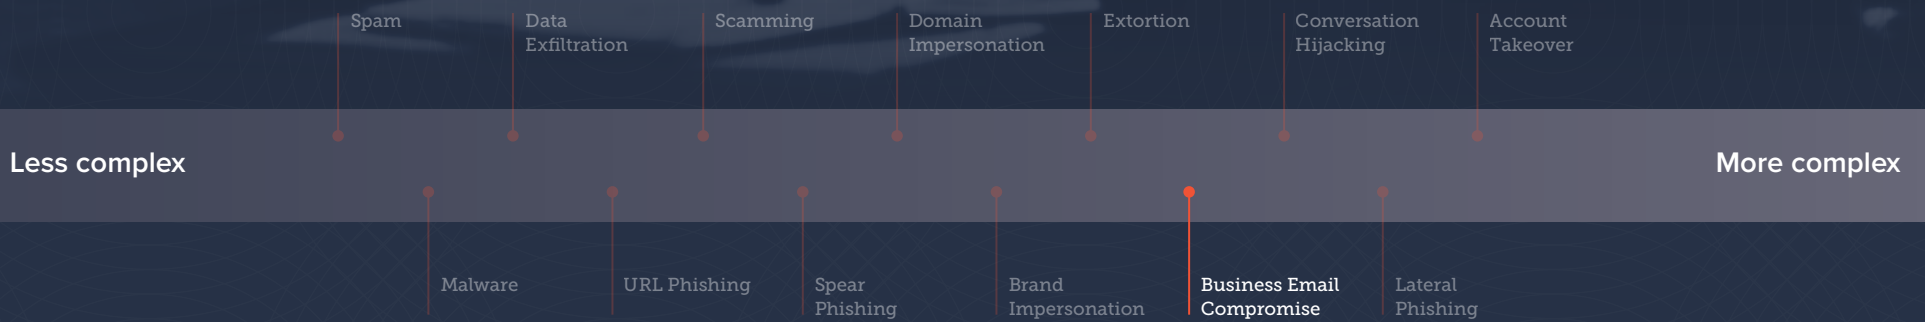 Spam
Data
Exfiltration
Scamming
Domain
Impersonation
Extortion
Conversation
Hijacking
Account
Takeover
Less complex
More complex
Malware
URL Phishing
Spear
Phishing
Brand
Impersonation
Business Email
Compromise
Lateral
Phishing